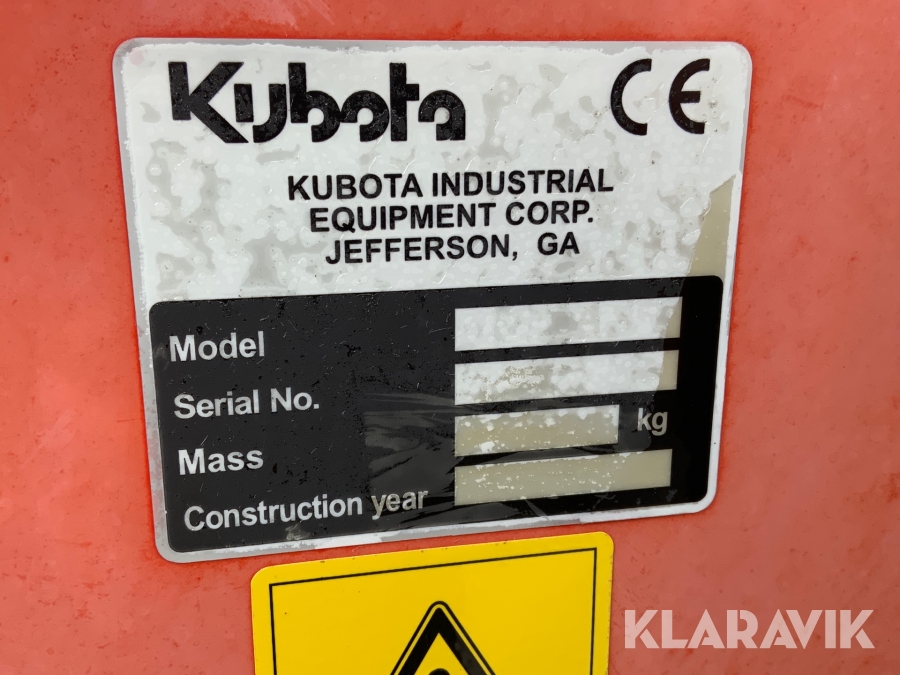 Kubota CE
KUBOTA INDUSTRIAL
EQUIPMENT CORP.
JEFFERSON, GA
Model
Serial No.
Mass kg
Construction year
KLARAVIK